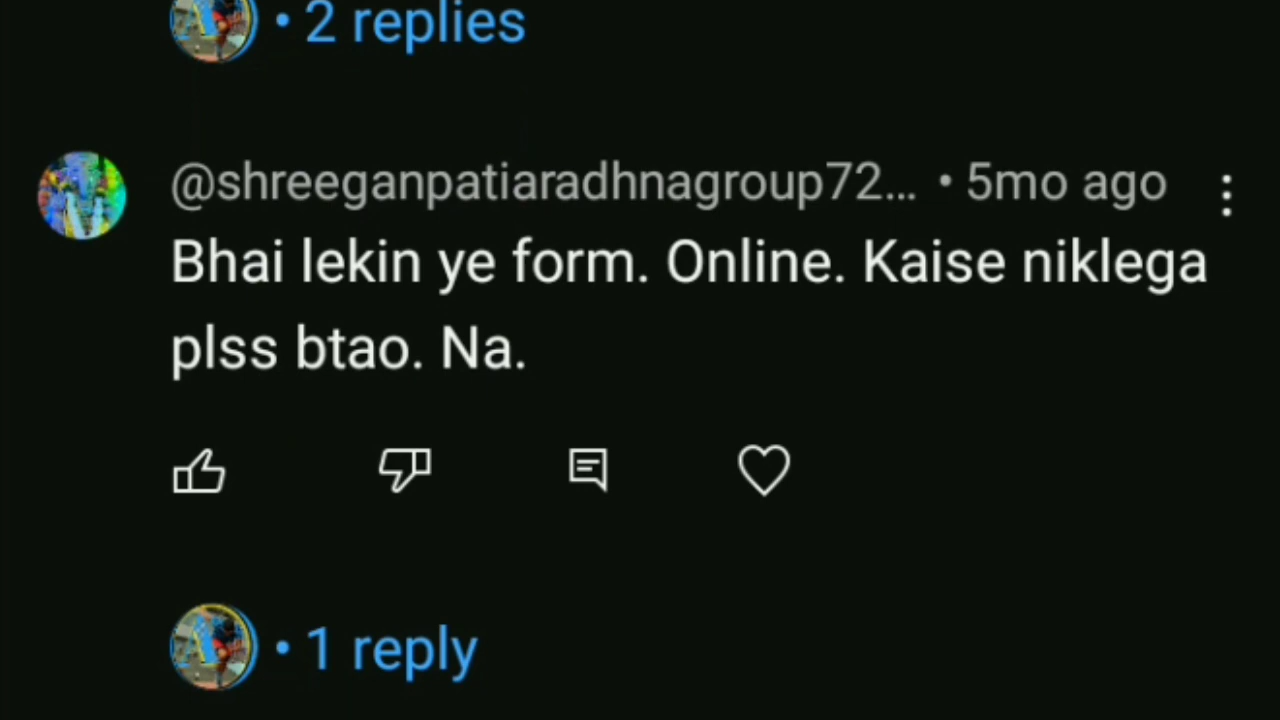 • 2 replies
@shreeganpatiaradhnagroup72... • 5mo ago
Bhai lekin ye form. Online. Kaise niklega
plss btao. Na.
• 1 reply